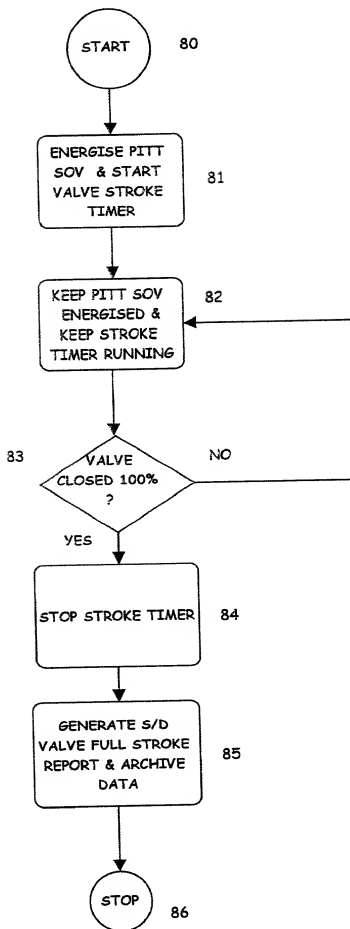 START
80
ENERGISE PITT
SOV & START
VALVE STROKE
TIMER
81
KEEP PITT SOV
ENERGISED &
KEEP STROKE
TIMER RUNNING
82
83
VALVE
CLOSED 100%
?
NO
YES
STOP STROKE TIMER
84
GENERATE S/D
VALVE FULL STROKE
REPORT & ARCHIVE
DATA
85
STOP
86